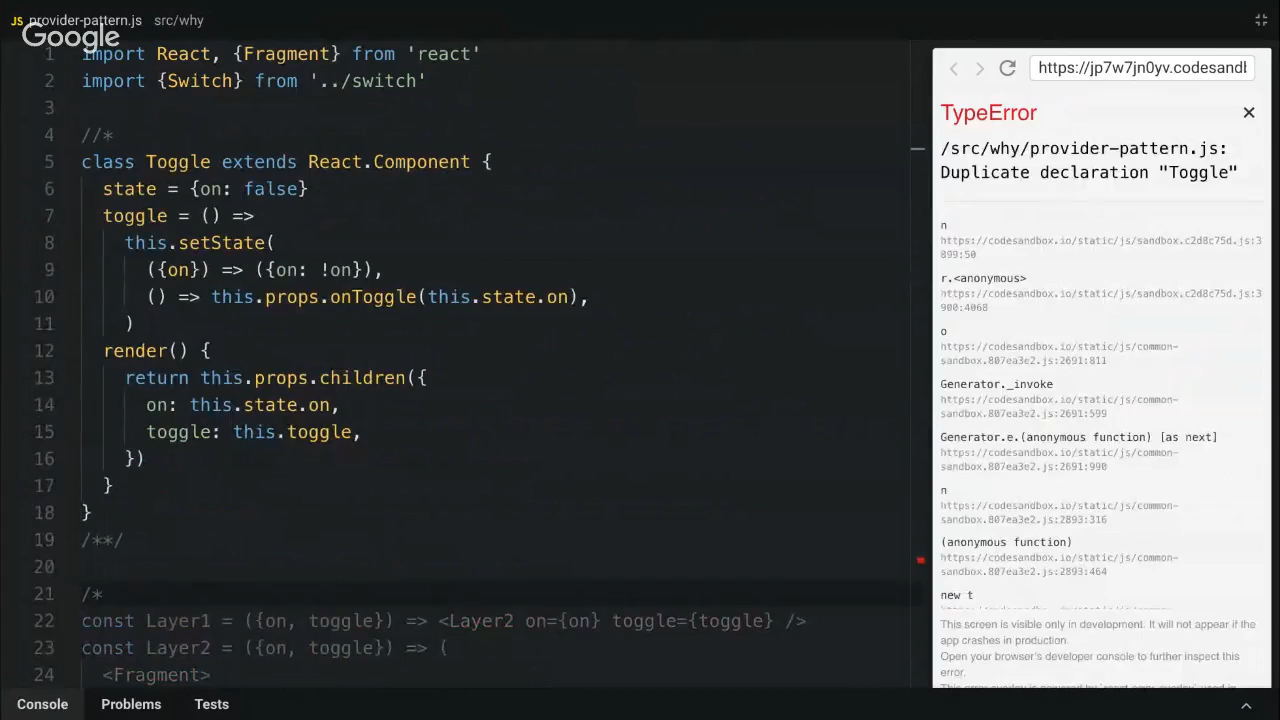 JS provider-pattern.js src/why
Google
1 import React, {Fragment} from 'react'
2 import {Switch} from '../switch'
3
4 //*
5 class Toggle extends React.Component {
6 state = {on: false}
7 toggle = () =>
8 this.setState(
9 ({on}) => ({on: !on}),
10 () => this.props.onToggle(this.state.on),
11 )
12 render() {
13 return this.props.children({
14 on: this.state.on,
15 toggle: this.toggle,
16 })
17 }
18 }
19 /**/
20
21 /*
22 const Layer1 = ({on, toggle}) => <Layer2 on={on} toggle={toggle} />
23 const Layer2 = ({on, toggle}) => (
24 <Fragment>
Console Problems Tests
https://jp7w7jn0yv.codesandb
TypeError
/src/why/provider-pattern.js:
Duplicate declaration "Toggle"
n
https://codesandbox.io/static/js/sandbox.c2d8c75d.js:3
899:50
r.<anonymous>
https://codesandbox.io/static/js/sandbox.c2d8c75d.js:3
900:4068
o
https://codesandbox.io/static/js/common-
sandbox.807ea3e2.js:2691:811
Generator._invoke
https://codesandbox.io/static/js/common-
sandbox.807ea3e2.js:2691:599
Generator.e.(anonymous function) [as next]
https://codesandbox.io/static/js/common-
sandbox.807ea3e2.js:2691:990
n
https://codesandbox.io/static/js/common-
sandbox.807ea3e2.js:2893:316
(anonymous function)
https://codesandbox.io/static/js/common-
sandbox.807ea3e2.js:2893:464
new t
This screen is visible only in development. It will not appear if the
app crashes in production.
Open your browser's developer console to further inspect this
error.